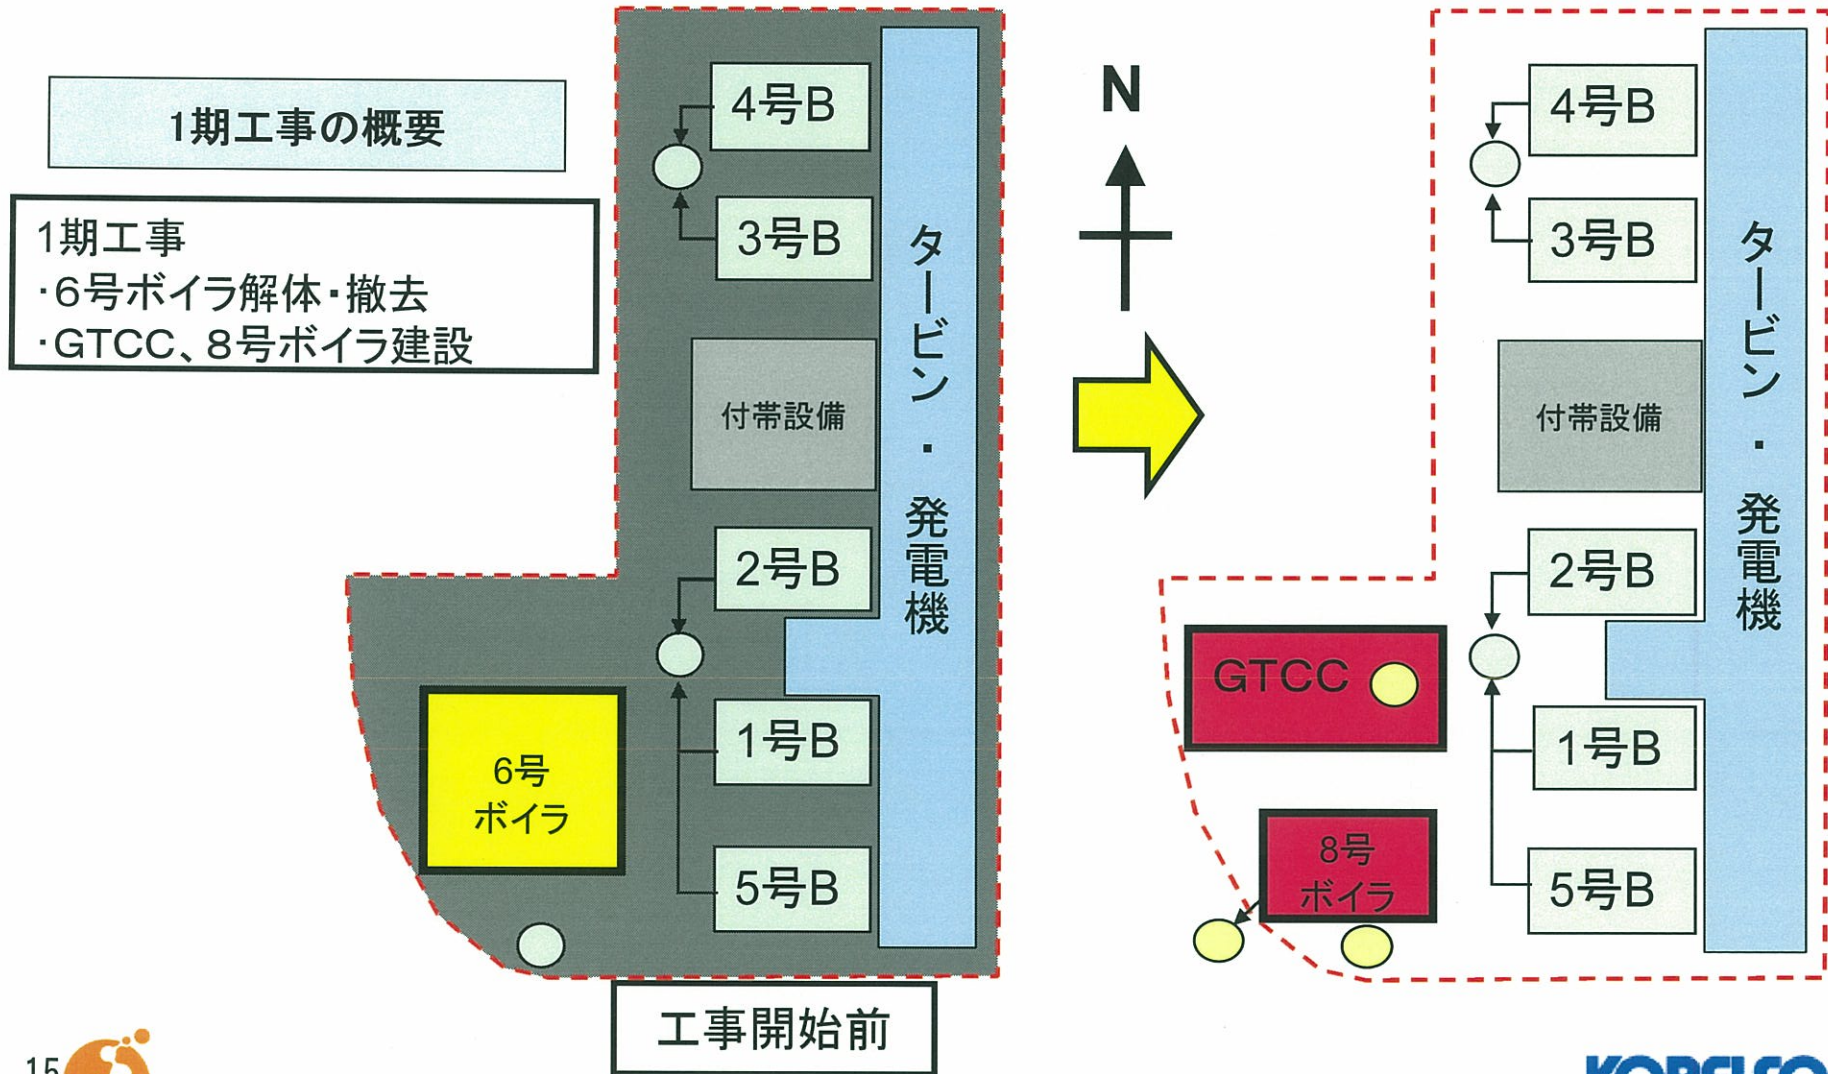 1期工事の概要
1期工事
・6号ボイラ解体・撤去
・GTCC、8号ボイラ建設
4号B
3号B
付帯設備
2号B
1号B
5号B
タービン・発電機
6号
ボイラ
工事開始前
N
4号B
3号B
付帯設備
2号B
1号B
5号B
タービン・発電機
GTCC
8号
ボイラ
15
KOBELCO